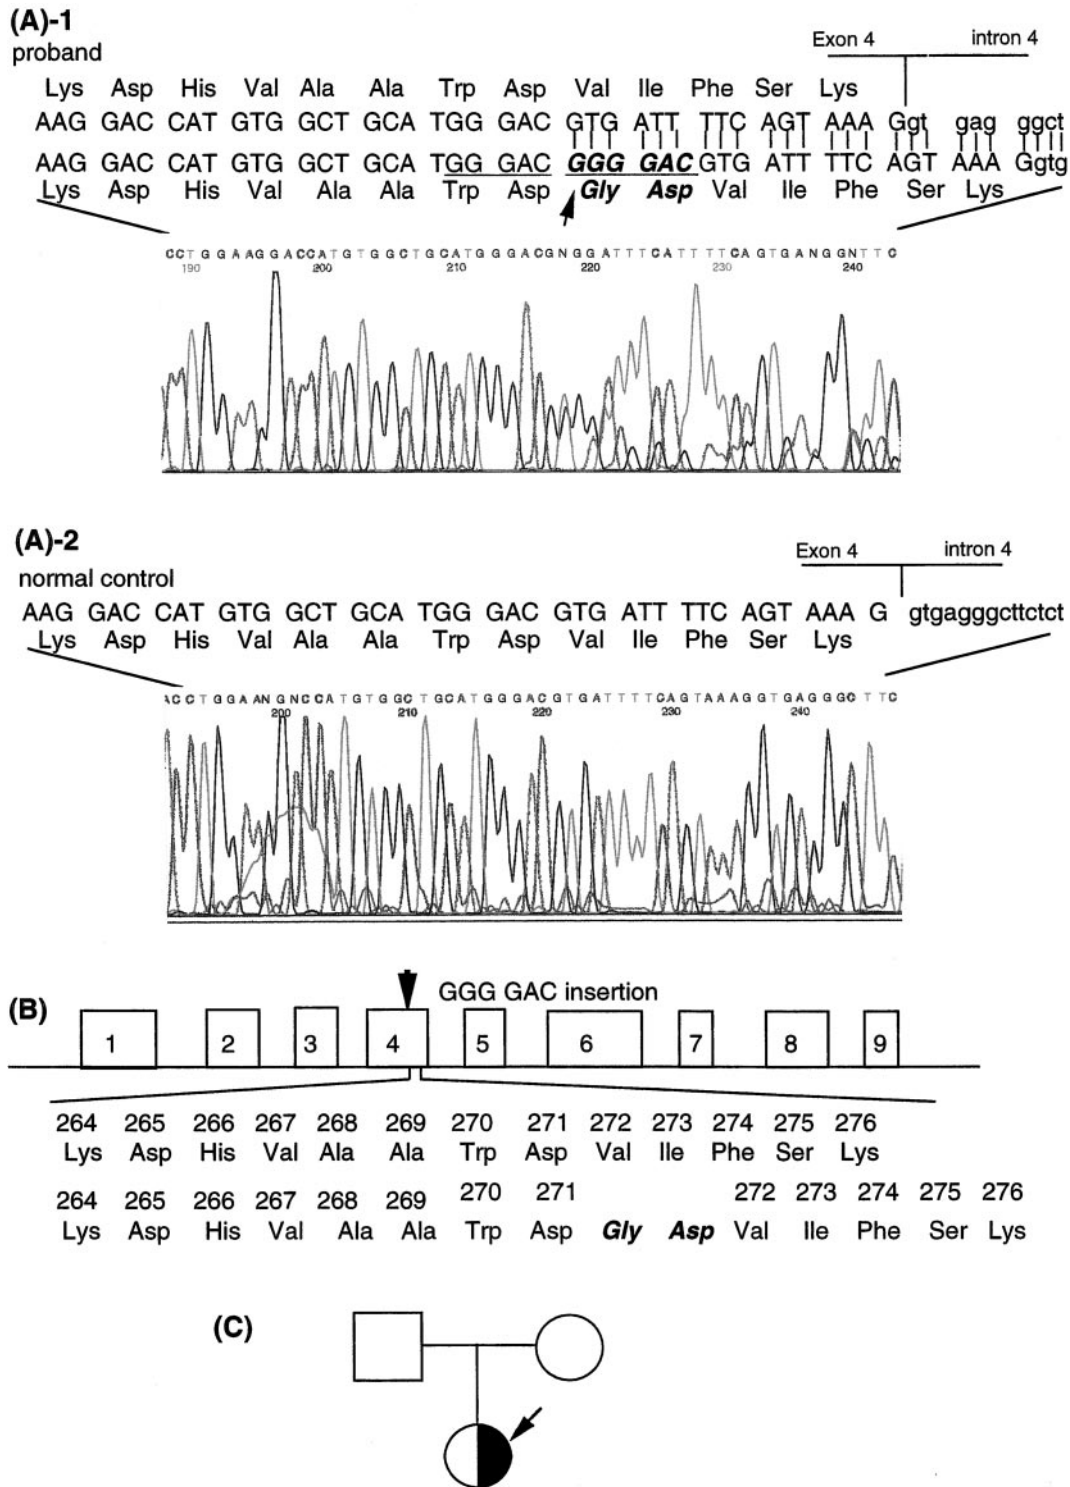 (A)-1
proband
Exon 4 intron 4
Lys Asp His Val Ala Ala Trp Asp Val Ile Phe Ser Lys
AAG GAC CAT GTG GCT GCA TGG GAC GTG ATT TTC AGT AAA Ggt gag ggct
AAG GAC CAT GTG GCT GCA TGG GAC GGG GAC GTG ATT TTC AGT AAA Ggtg
Lys Asp His Val Ala Ala Trp Asp Gly Asp Val Ile Phe Ser Lys
CCTGGAAGGACCATGTGGCTGCATGGGACGNGGATTTCATTTTCAGTGANGGNTTC
190 200 210 220 230 240
(A)-2
normal control
Exon 4 intron 4
AAG GAC CAT GTG GCT GCA TGG GAC GTG ATT TTC AGT AAA G gtgagggcttctct
Lys Asp His Val Ala Ala Trp Asp Val Ile Phe Ser Lys
ACCTGGAANGNCCATGTGGCTGCATGGGACGTGATTTTCAGTAAAGGTGAGGGCTTC
200 210 220 230 240
(B)
GGG GAC insertion
1 2 3 4 5 6 7 8 9
264 265 266 267 268 269 270 271 272 273 274 275 276
Lys Asp His Val Ala Ala Trp Asp Val Ile Phe Ser Lys
264 265 266 267 268 269 270 271 272 273 274 275 276
Lys Asp His Val Ala Ala Trp Asp Gly Asp Val Ile Phe Ser Lys
(C)